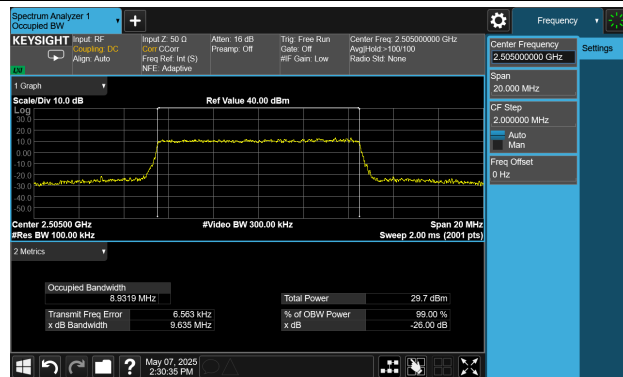 Spectrum Analyzer 1
Occupied BW
Frequency
KEYSIGHT
Input: RF
Coupling: DC
Align: Auto
Input Z: 50 Ω
Corr CCorr
Freq Ref: Int (S)
NFE: Adaptive
Atten: 16 dB
Preamp: Off
Trig: Free Run
Gate: Off
#IF Gain: Low
Center Freq: 2.505000000 GHz
Avg|Hold:>100/100
Radio Std: None
Center Frequency
2.505000000 GHz
Settings
Span
20.000 MHz
CF Step
2.000000 MHz
Auto
Man
Freq Offset
0 Hz
1 Graph
Scale/Div 10.0 dB
Ref Value 40.00 dBm
Log
30.0
20.0
10.0
0.00
-10.0
-20.0
-30.0
-40.0
-50.0
Center 2.50500 GHz
#Video BW 300.00 kHz
Span 20 MHz
#Res BW 100.00 kHz
Sweep 2.00 ms (2001 pts)
2 Metrics
Occupied Bandwidth
8.9319 MHz
Total Power
29.7 dBm
Transmit Freq Error
6.563 kHz
% of OBW Power
99.00 %
x dB Bandwidth
9.635 MHz
x dB
-26.00 dB
?
May 07, 2025
2:30:35 PM